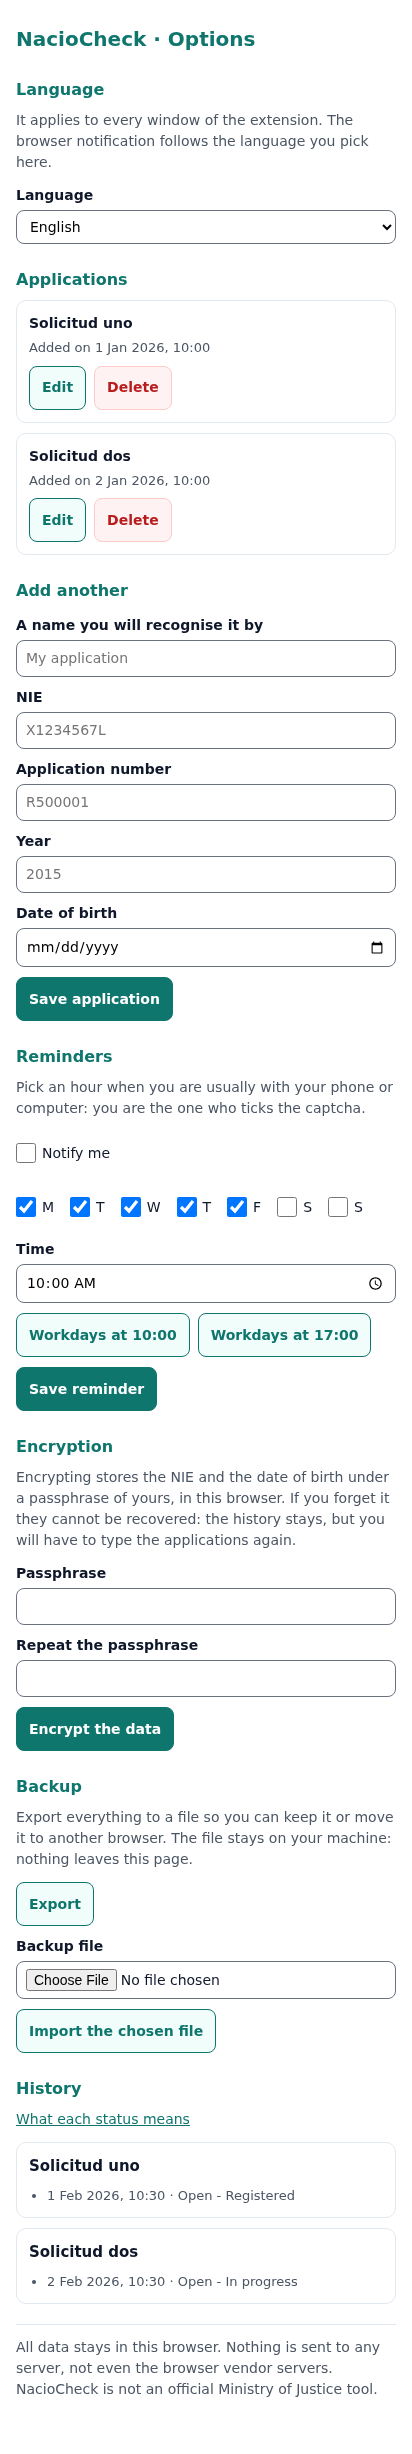 NacioCheck · Options
Language
It applies to every window of the extension. The
browser notification follows the language you pick
here.
Language
English
Applications
Solicitud uno
Added on 1 Jan 2026, 10:00
Edit Delete
Solicitud dos
Added on 2 Jan 2026, 10:00
Edit Delete
Add another
A name you will recognise it by
My application
NIE
X1234567L
Application number
R500001
Year
2015
Date of birth
mm/dd/yyyy
Save application
Reminders
Pick an hour when you are usually with your phone or
computer: you are the one who ticks the captcha.
Notify me
M T W T F S S
Time
10:00 AM
Workdays at 10:00 Workdays at 17:00
Save reminder
Encryption
Encrypting stores the NIE and the date of birth under
a passphrase of yours, in this browser. If you forget it
they cannot be recovered: the history stays, but you
will have to type the applications again.
Passphrase
Repeat the passphrase
Encrypt the data
Backup
Export everything to a file so you can keep it or move
it to another browser. The file stays on your machine:
nothing leaves this page.
Export
Backup file
Choose File No file chosen
Import the chosen file
History
What each status means
Solicitud uno
• 1 Feb 2026, 10:30 · Open - Registered
Solicitud dos
• 2 Feb 2026, 10:30 · Open - In progress
All data stays in this browser. Nothing is sent to any
server, not even the browser vendor servers.
NacioCheck is not an official Ministry of Justice tool.